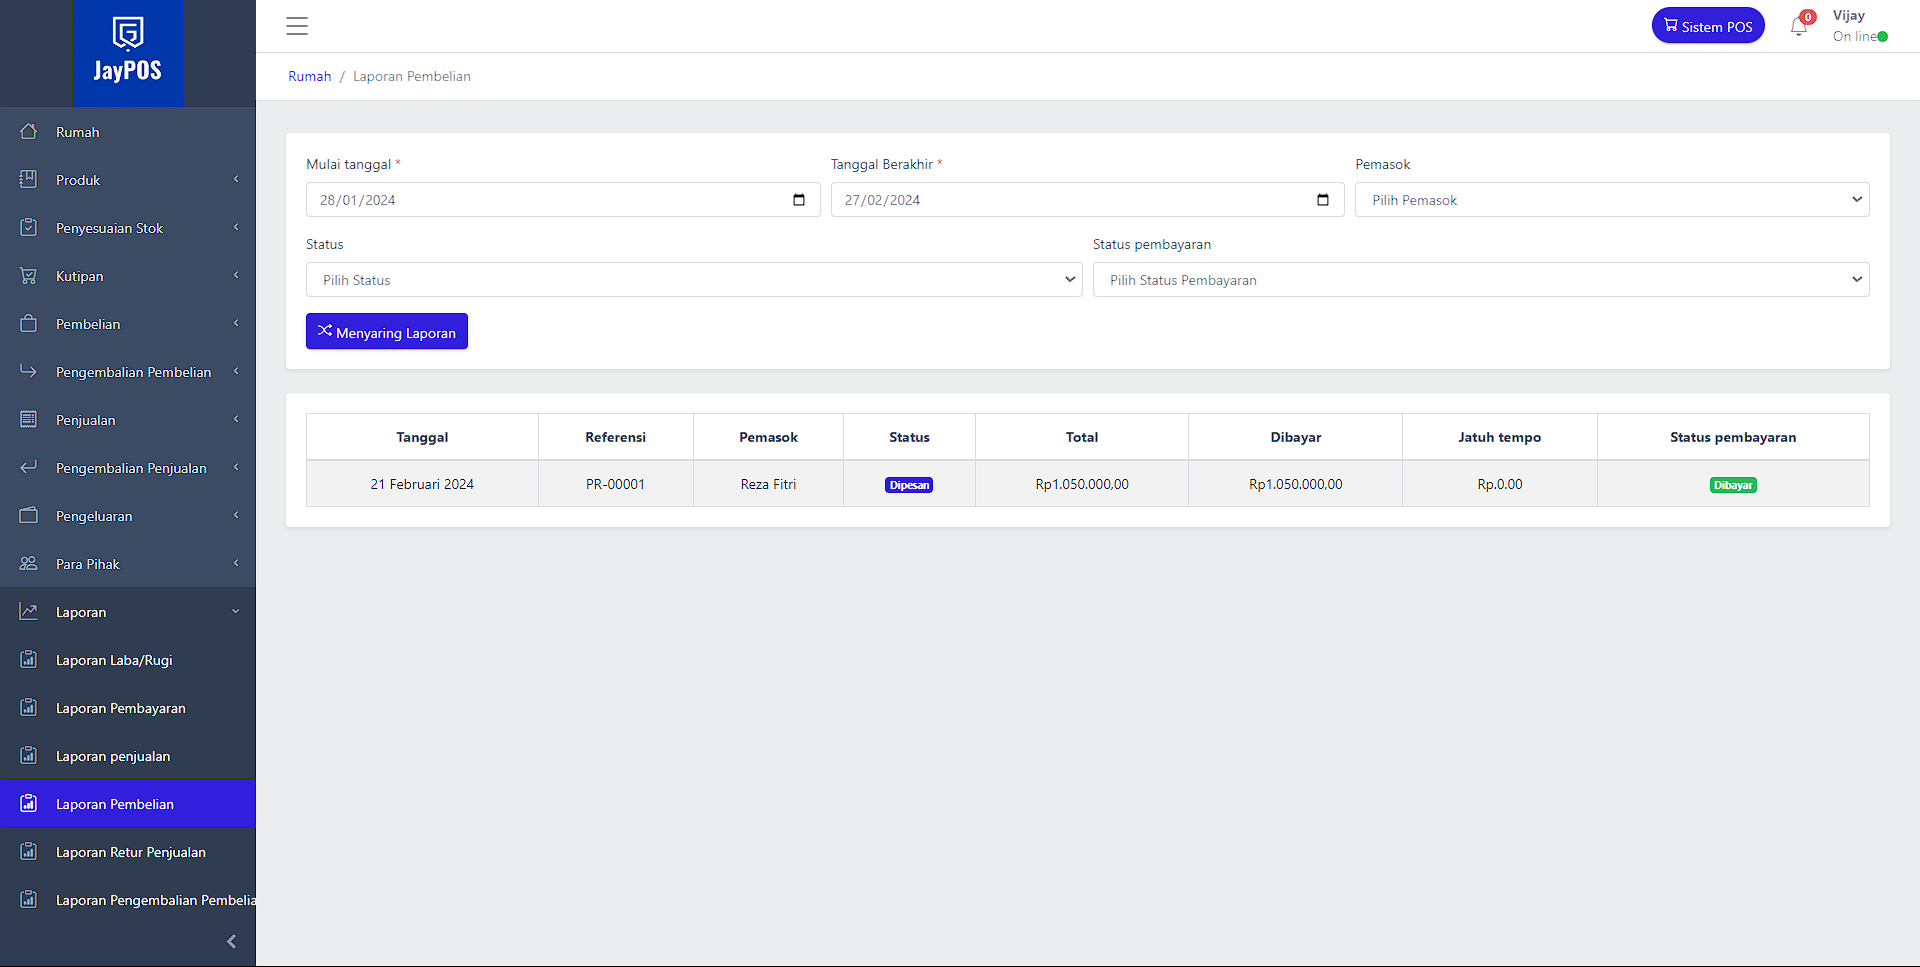 JayPOS
Sistem POS
0
Vijay
On line
Rumah / Laporan Pembelian
Rumah
Produk
Penyesuaian Stok
Kutipan
Pembelian
Pengembalian Pembelian
Penjualan
Pengembalian Penjualan
Pengeluaran
Para Pihak
Laporan
Laporan Laba/Rugi
Laporan Pembayaran
Laporan penjualan
Laporan Pembelian
Laporan Retur Penjualan
Laporan Pengembalian Pembelia
Mulai tanggal * Tanggal Berakhir * Pemasok
28/01/2024 27/02/2024 Pilih Pemasok
Status Status pembayaran
Pilih Status Pilih Status Pembayaran
Menyaring Laporan
Tanggal Referensi Pemasok Status Total Dibayar Jatuh tempo Status pembayaran
21 Februari 2024 PR-00001 Reza Fitri Dipesan Rp1.050.000,00 Rp1.050.000,00 Rp.0.00 Dibayar